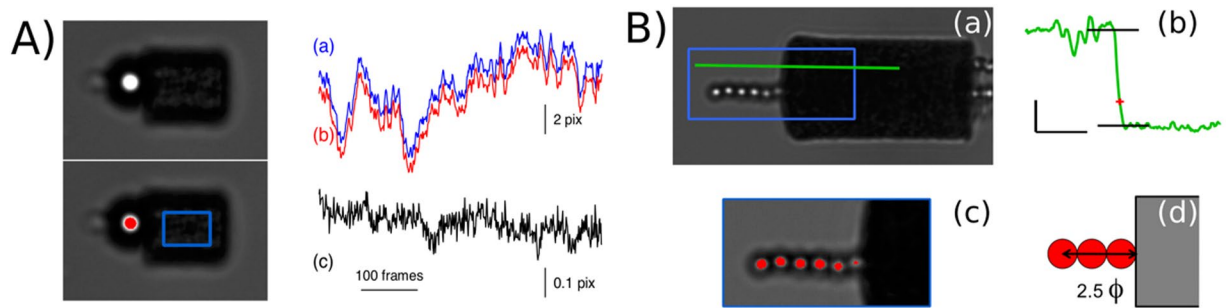 A)
(a)
(b)
2 pix
(c)
100 frames
0.1 pix
B)
(a)
(b)
(c)
(d)
2.5 ϕ